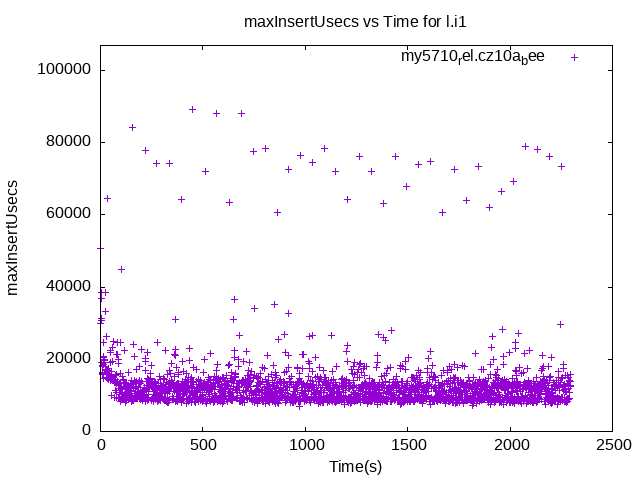 maxInsertUsecs vs Time for l.i1
my5710rel.cz10abee
100000
80000
60000
40000
20000
0
maxInsertUsecs
0 500 1000 1500 2000 2500
Time(s)